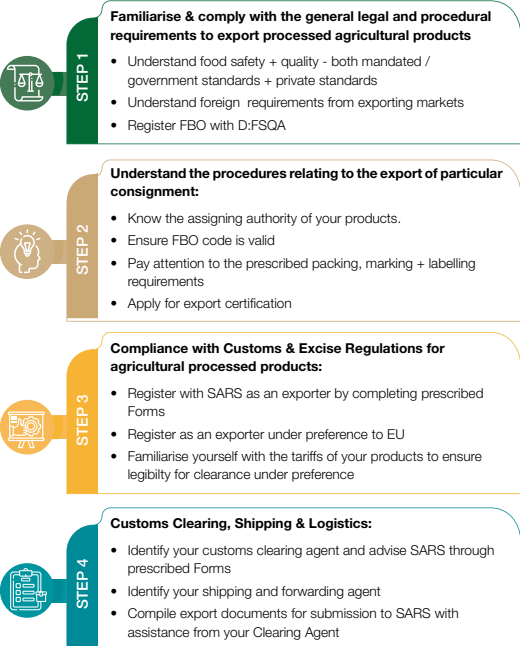 STEP 1
Familiarise & comply with the general legal and procedural
requirements to export processed agricultural products
• Understand food safety + quality - both mandated /
government standards + private standards
• Understand foreign requirements from exporting markets
• Register FBO with D:FSQA
STEP 2
Understand the procedures relating to the export of particular
consignment:
• Know the assigning authority of your products.
• Ensure FBO code is valid
• Pay attention to the prescribed packing, marking + labelling
requirements
• Apply for export certification
STEP 3
Compliance with Customs & Excise Regulations for
agricultural processed products:
• Register with SARS as an exporter by completing prescribed
Forms
• Register as an exporter under preference to EU
• Familiarise yourself with the tariffs of your products to ensure
legibilty for clearance under preference
STEP 4
Customs Clearing, Shipping & Logistics:
• Identify your customs clearing agent and advise SARS through
prescribed Forms
• Identify your shipping and forwarding agent
• Compile export documents for submission to SARS with
assistance from your Clearing Agent